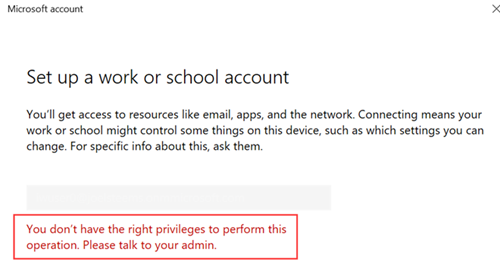 Microsoft account
Set up a work or school account
You'll get access to resources like email, apps, and the network. Connecting means your
work or school might control some things on this device, such as which settings you can
change. For specific info about this, ask them.
You don't have the right privileges to perform this
operation. Please talk to your admin.